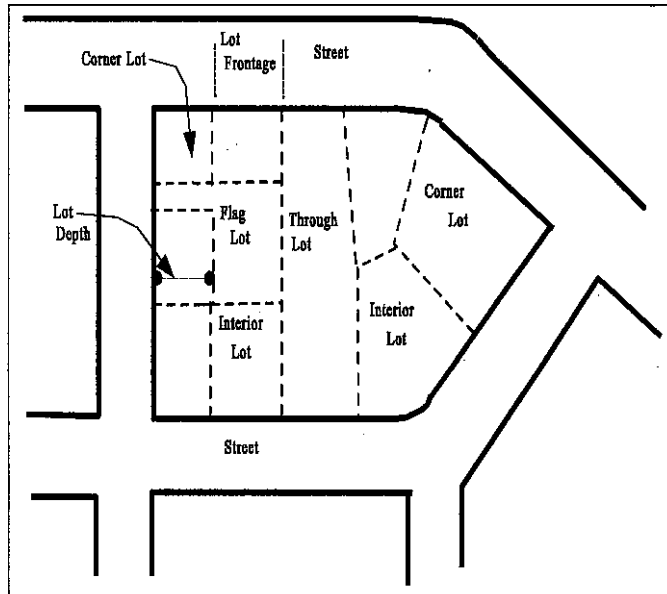 Lot
Frontage
Street
Corner Lot
Corner
Lot
Lot
Depth
Flag
Lot
Through
Lot
Interior
Lot
Interior
Lot
Street